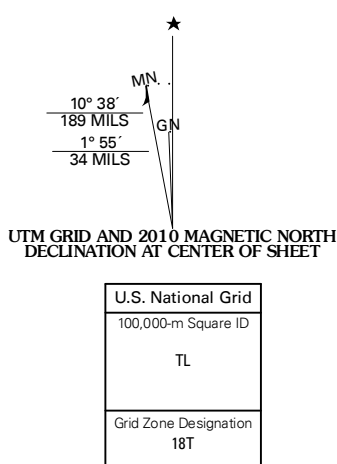 MN
10° 38´
189 MILS
GN
1° 55´
34 MILS
UTM GRID AND 2010 MAGNETIC NORTH
DECLINATION AT CENTER OF SHEET
U.S. National Grid
100,000-m Square ID
TL
Grid Zone Designation
18T